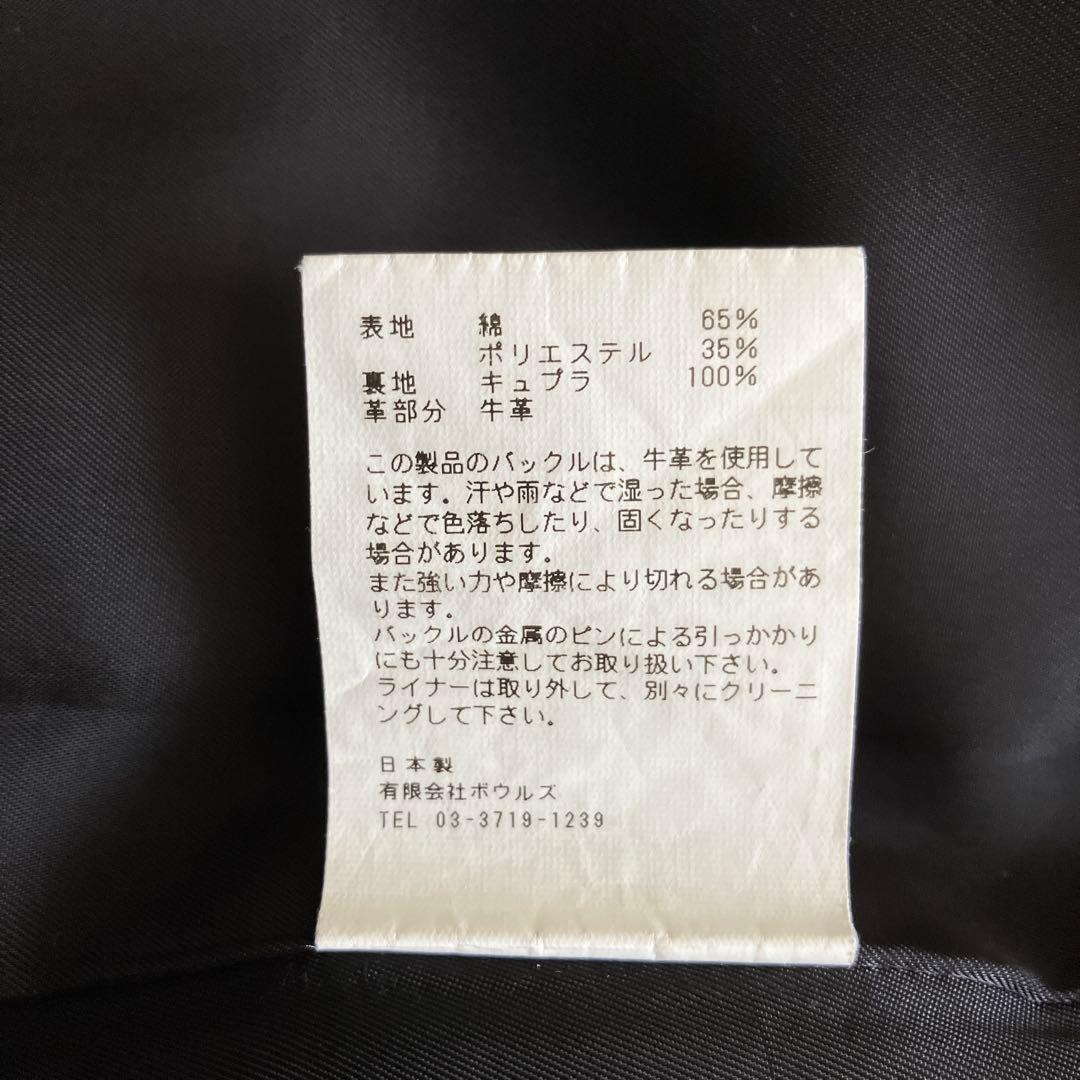 表地 綿 65%
ポリエステル 35%
裏地 キュプラ 100%
革部分 牛革
この製品のバックルは、牛革を使用して
います。汗や雨などで湿った場合、摩擦
などで色落ちしたり、固くなったりする
場合があります。
また強い力や摩擦により切れる場合があ
ります。
バックルの金属のピンによる引っかかり
にも十分注意してお取り扱い下さい。
ライナーは取り外して、別々にクリーニ
ングして下さい。
日本製
有限会社ボウルズ
TEL 03-3719-1239